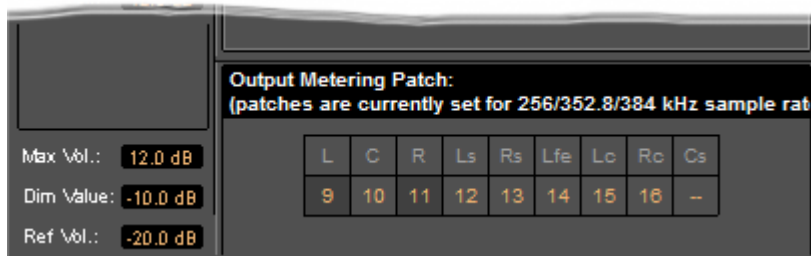 Output Metering Patch:
(patches are currently set for 256/352.8/384 kHz sample rat
L C R Ls Rs Lfe Lc Rc Cs
9 10 11 12 13 14 15 16 --
Max Vol.: 12.0 dB
Dim Value: -10.0 dB
Ref Vol.: -20.0 dB